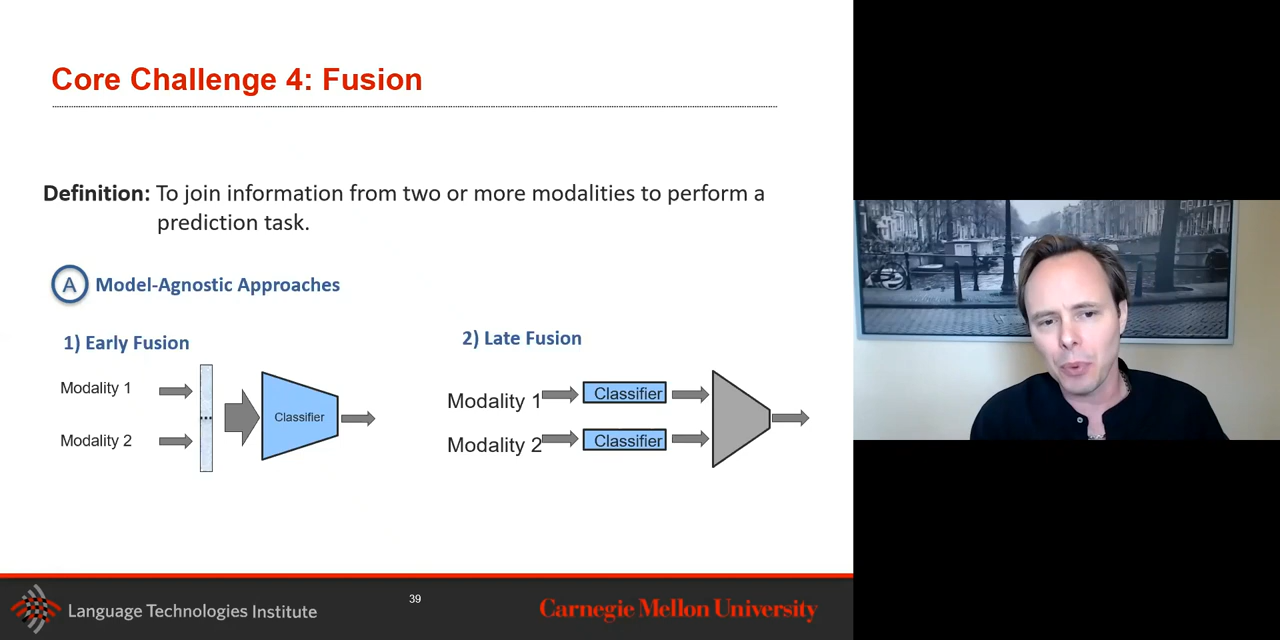 Core Challenge 4: Fusion
Definition: To join information from two or more modalities to perform a
prediction task.
A Model-Agnostic Approaches
1) Early Fusion
Modality 1
Modality 2
Classifier
2) Late Fusion
Modality 1
Classifier
Modality 2
Classifier
Language Technologies Institute
39
Carnegie Mellon University